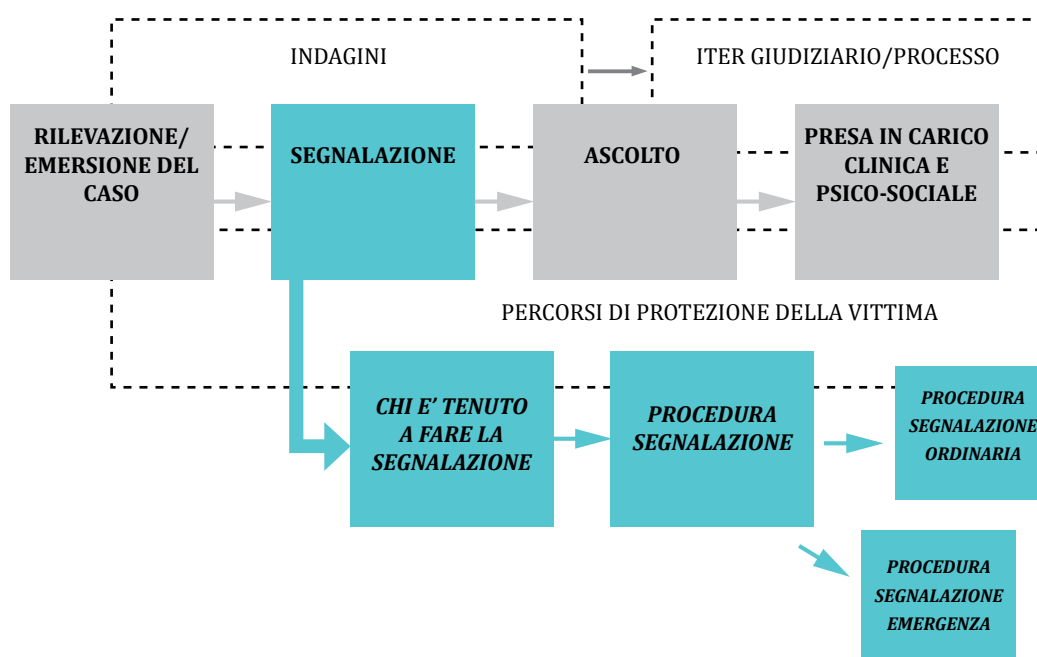 INDAGINI
ITER GIUDIZIARIO/PROCESSO
RILEVAZIONE/
EMERSIONE DEL
CASO
SEGNALAZIONE
ASCOLTO
PRESA IN CARICO
CLINICA E
PSICO-SOCIALE
PERCORSI DI PROTEZIONE DELLA VITTIMA
CHI E’ TENUTO
A FARE LA
SEGNALAZIONE
PROCEDURA
SEGNALAZIONE
PROCEDURA
SEGNALAZIONE
ORDINARIA
PROCEDURA
SEGNALAZIONE
EMERGENZA